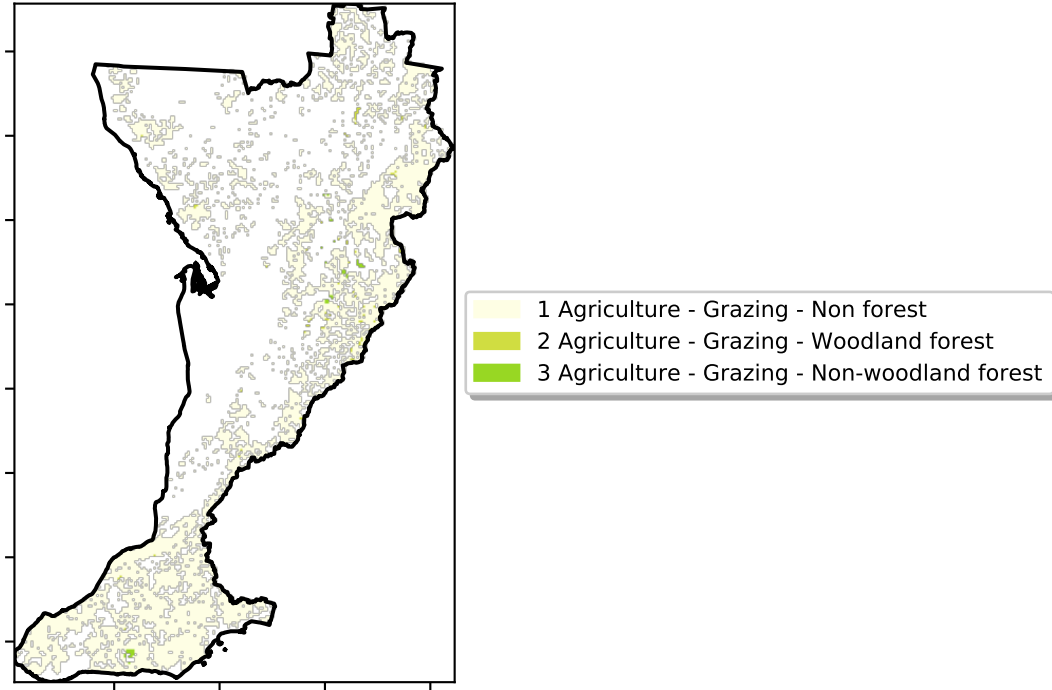 1 Agriculture - Grazing - Non forest
2 Agriculture - Grazing - Woodland forest
3 Agriculture - Grazing - Non-woodland forest